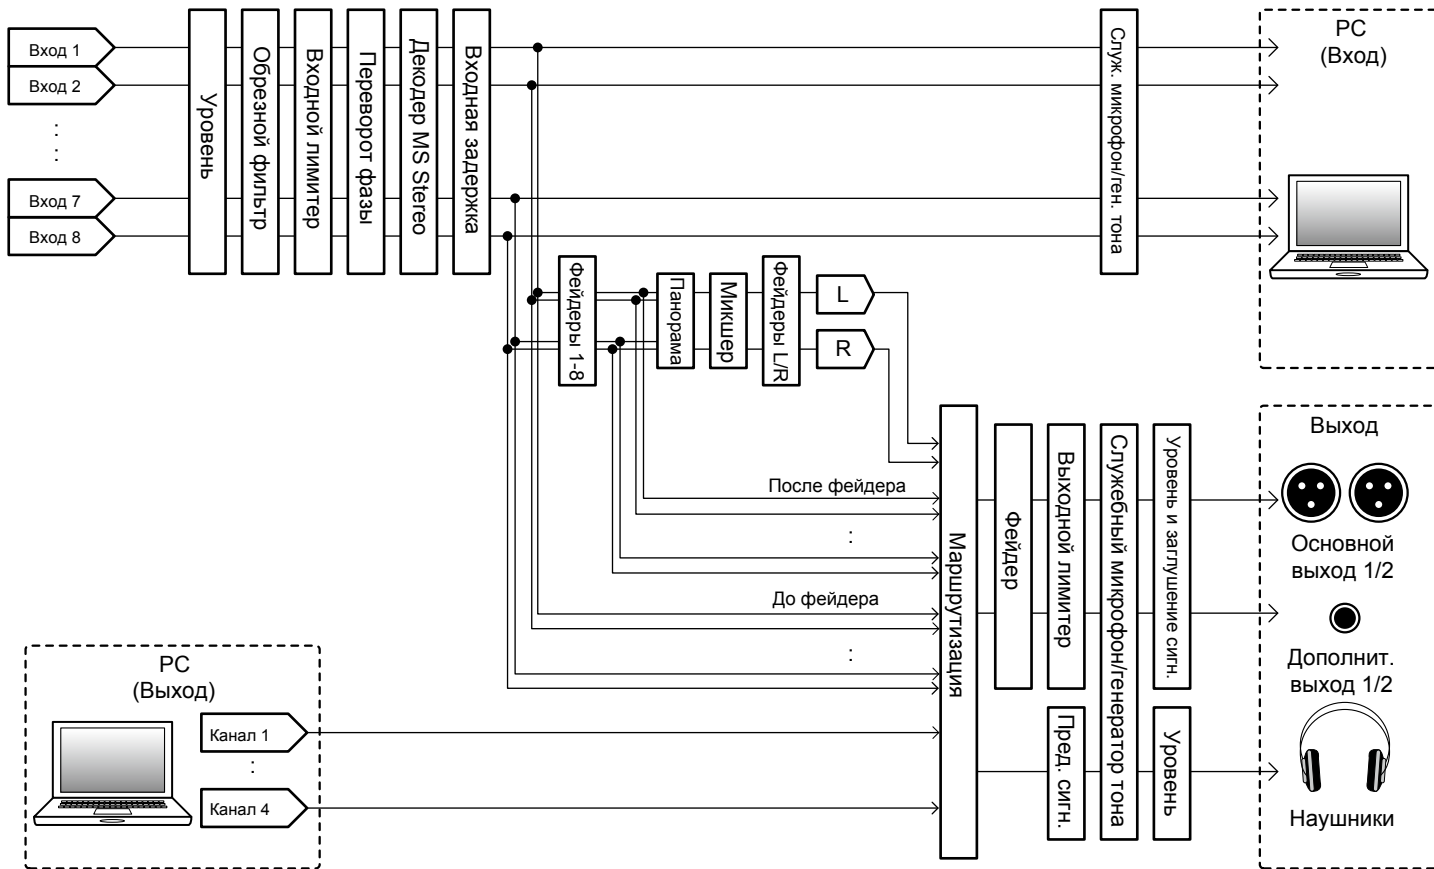 Вход 1
Вход 2
Вход 7
Вход 8
Уровень
Обрезной фильтр
Входной лимитер
Переворот фазы
Декодер MS Stereo
Входная задержка
Служ. микрофон/ген. тона
PC
(Вход)
Фейдеры 1-8
Панорама
Микшер
Фейдеры L/R
L
R
После фейдера
До фейдера
Маршрутизация
Фейдер
Выходной лимитер
Служебный микрофон/генератор тона
Уровень и заглушение сигн.
Пред. сигн.
Уровень
Выход
Основной
выход 1/2
Дополнит.
выход 1/2
Наушники
PC
(Выход)
Канал 1
Канал 4